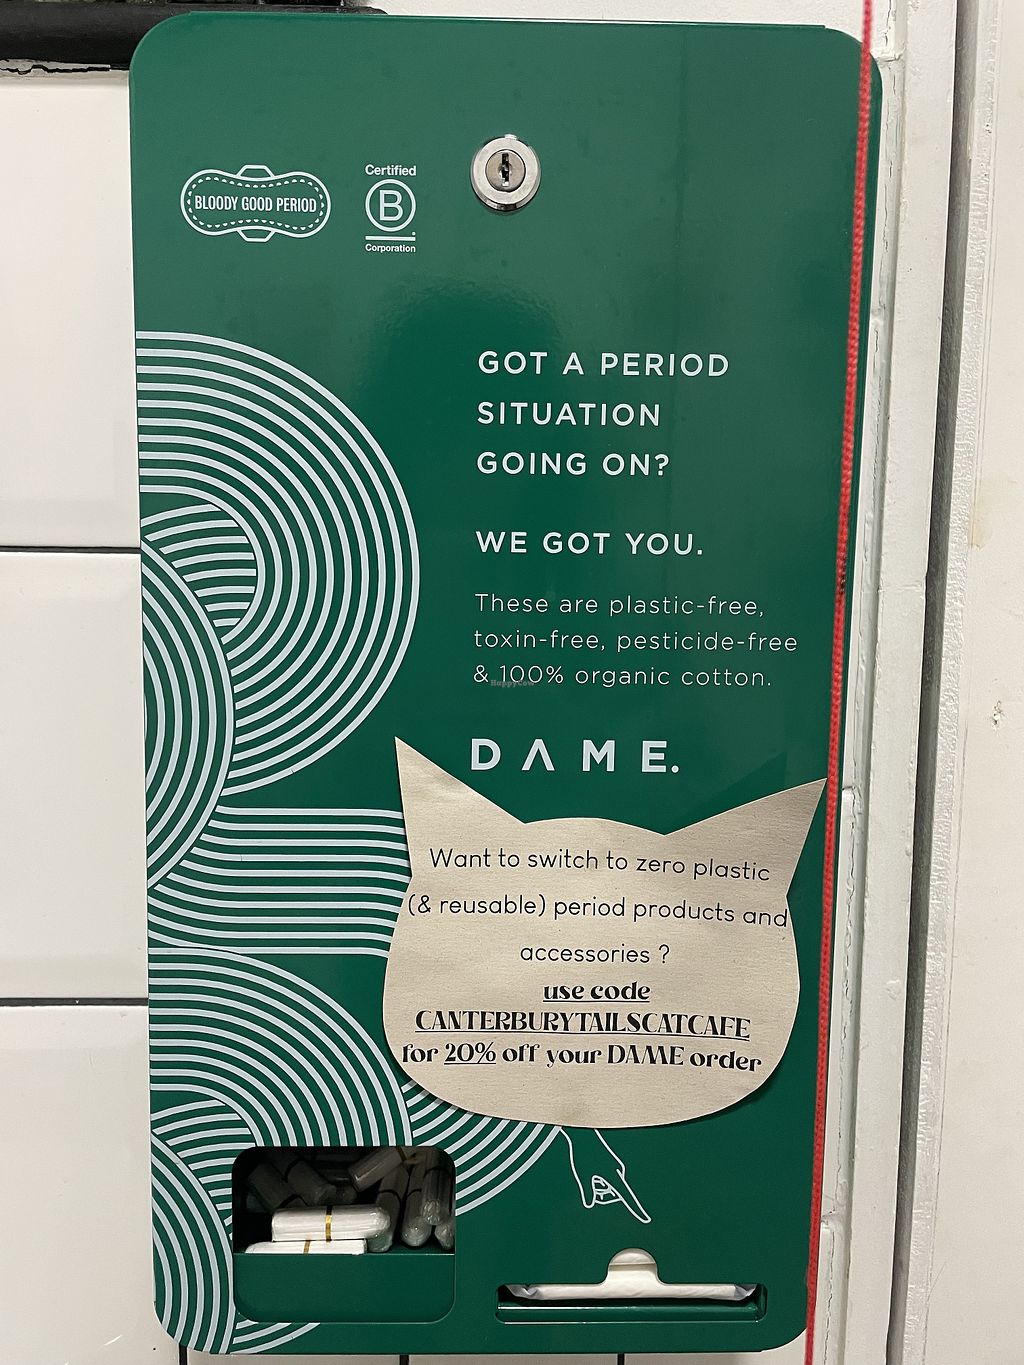 BLOODY GOOD PERIOD
Certified
B
Corporation
GOT A PERIOD
SITUATION
GOING ON?
WE GOT YOU.
These are plastic-free,
toxin-free, pesticide-free
& 100% organic cotton.
HappyCow
DAME.
Want to switch to zero plastic
(& reusable) period products and
accessories ?
use code
CANTERBURYTAILSCATCAFE
for 20% off your DAME order